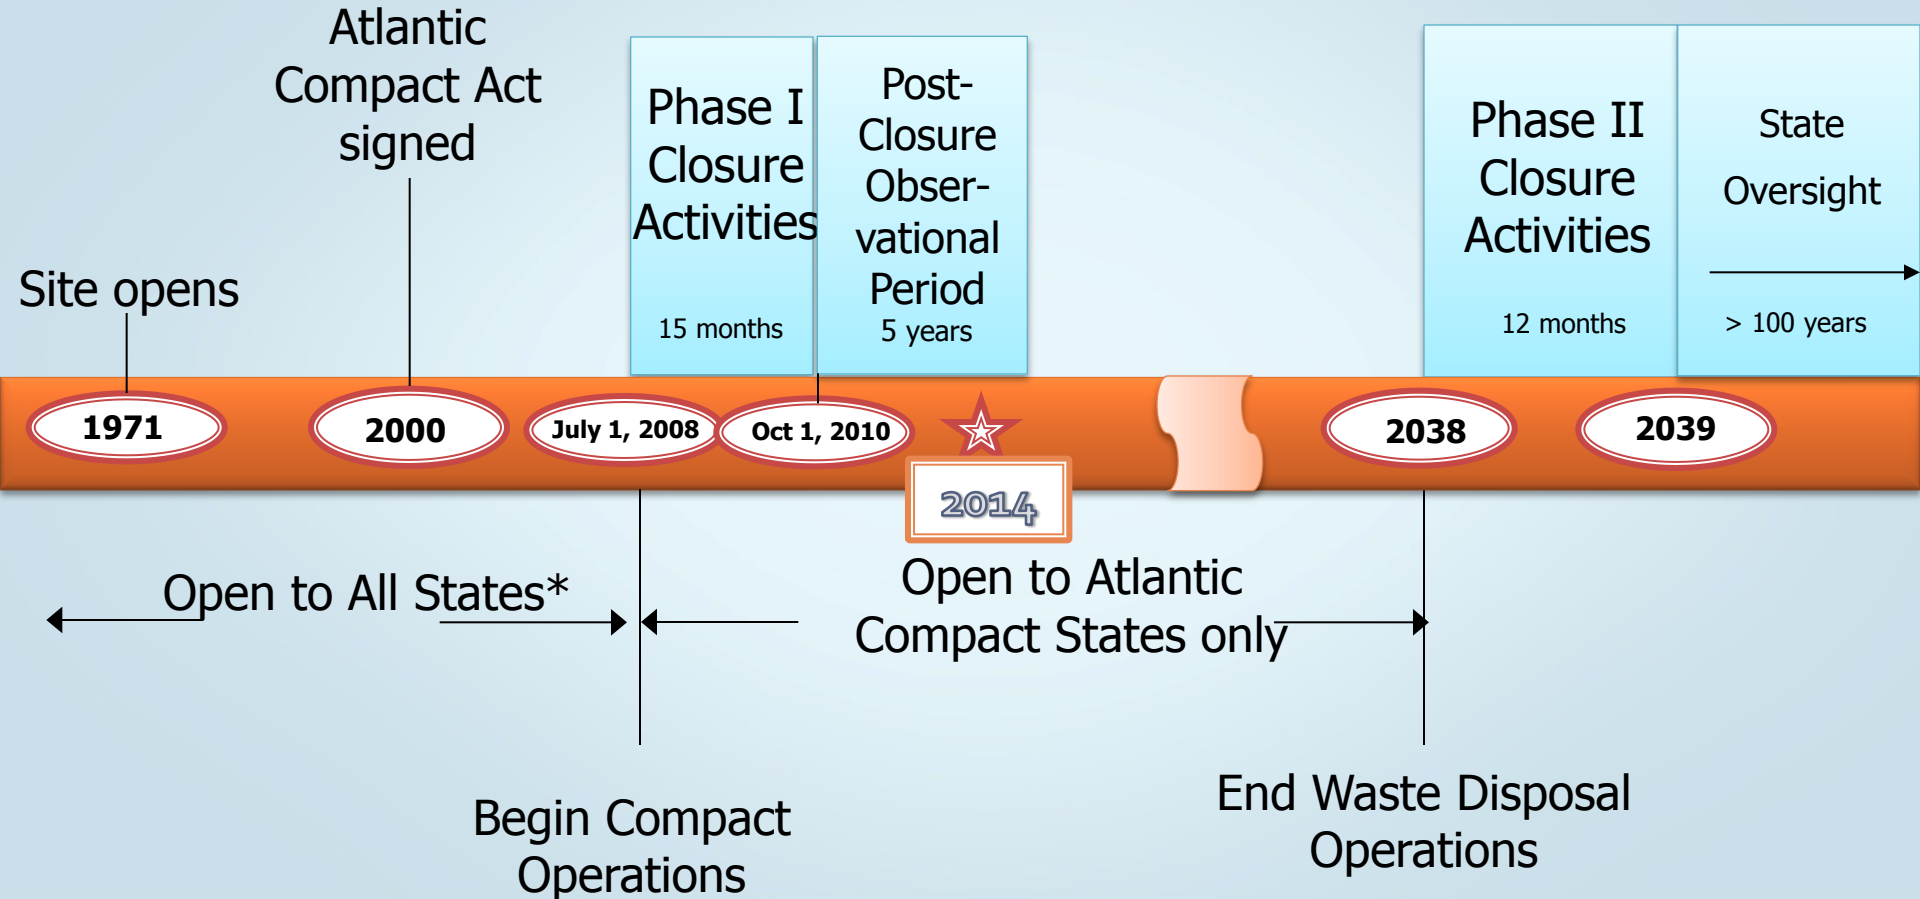 Atlantic
Compact Act
signed
Site opens
Phase I
Closure
Activities
15 months
Post-
Closure
Obser-
vational
Period
5 years
Phase II
Closure
Activities
12 months
State
Oversight
> 100 years
1971
2000
July 1, 2008
Oct 1, 2010
2014
2038
2039
Open to All States*
Open to Atlantic
Compact States only
Begin Compact
Operations
End Waste Disposal
Operations